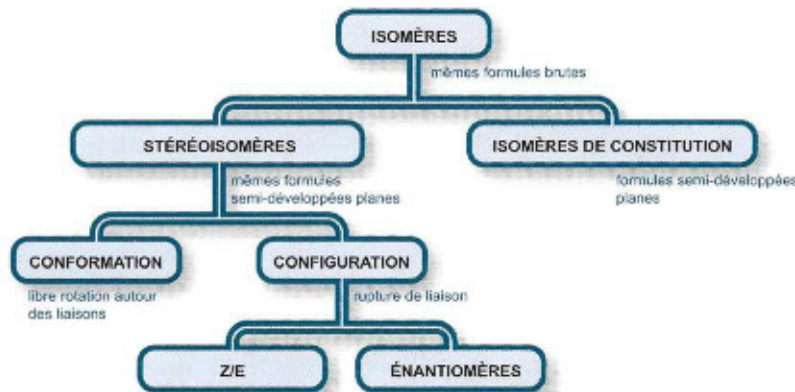 ISOMÈRES
mêmes formules brutes
STÉRÉOISOMÈRES
ISOMÈRES DE CONSTITUTION
mêmes formules
semi-développées planes
formules semi-développées
planes
CONFORMATION
CONFIGURATION
libre rotation autour
des liaisons
rupture de liaison
Z/E
ÉNANTIOMÈRES